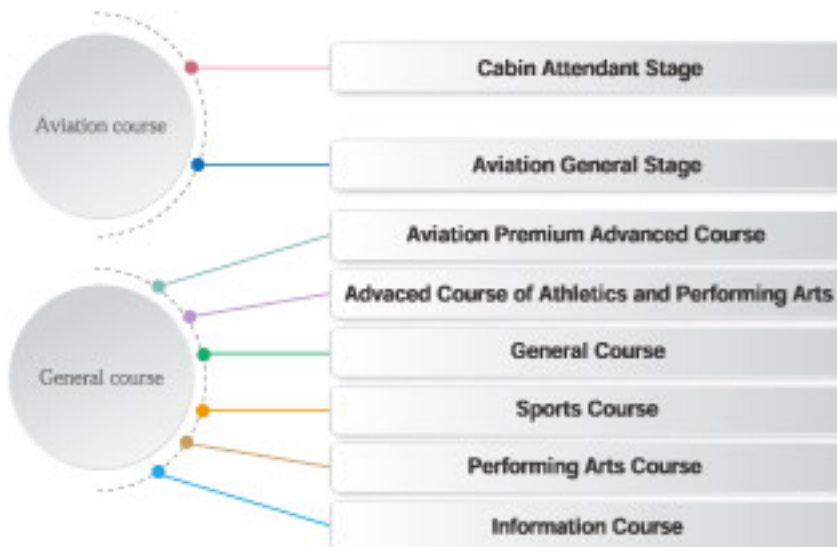 Aviation course
Cabin Attendant Stage
Aviation General Stage
General course
Aviation Premium Advanced Course
Advaced Course of Athletics and Performing Arts
General Course
Sports Course
Performing Arts Course
Information Course